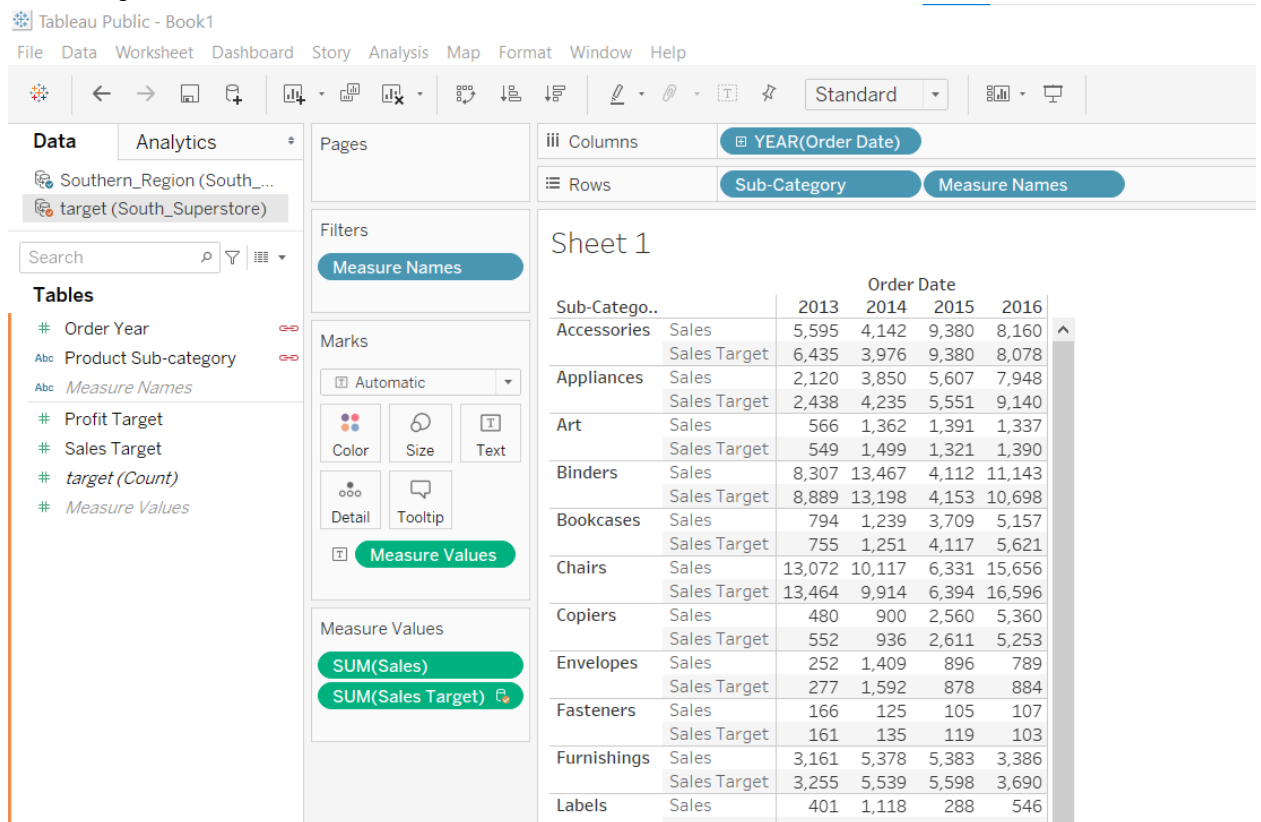 Tableau Public - Book1
File Data Worksheet Dashboard Story Analysis Map Format Window Help
Standard
Data Analytics
Southern_Region (South_...
target (South_Superstore)
Search
Tables
# Order Year
Abc Product Sub-category
Abc Measure Names
# Profit Target
# Sales Target
# target (Count)
# Measure Values
Pages
Filters
Measure Names
Marks
T Automatic
Color Size Text
Detail Tooltip
T Measure Values
Measure Values
SUM(Sales)
SUM(Sales Target)
iii Columns YEAR(Order Date)
Rows Sub-Category Measure Names
Sheet 1
Order Date
Sub-Catego.. 2013 2014 2015 2016
Accessories Sales 5,595 4,142 9,380 8,160
Sales Target 6,435 3,976 9,380 8,078
Appliances Sales 2,120 3,850 5,607 7,948
Sales Target 2,438 4,235 5,551 9,140
Art Sales 566 1,362 1,391 1,337
Sales Target 549 1,499 1,321 1,390
Binders Sales 8,307 13,467 4,112 11,143
Sales Target 8,889 13,198 4,153 10,698
Bookcases Sales 794 1,239 3,709 5,157
Sales Target 755 1,251 4,117 5,621
Chairs Sales 13,072 10,117 6,331 15,656
Sales Target 13,464 9,914 6,394 16,596
Copiers Sales 480 900 2,560 5,360
Sales Target 552 936 2,611 5,253
Envelopes Sales 252 1,409 896 789
Sales Target 277 1,592 878 884
Fasteners Sales 166 125 105 107
Sales Target 161 135 119 103
Furnishings Sales 3,161 5,378 5,383 3,386
Sales Target 3,255 5,539 5,598 3,690
Labels Sales 401 1,118 288 546